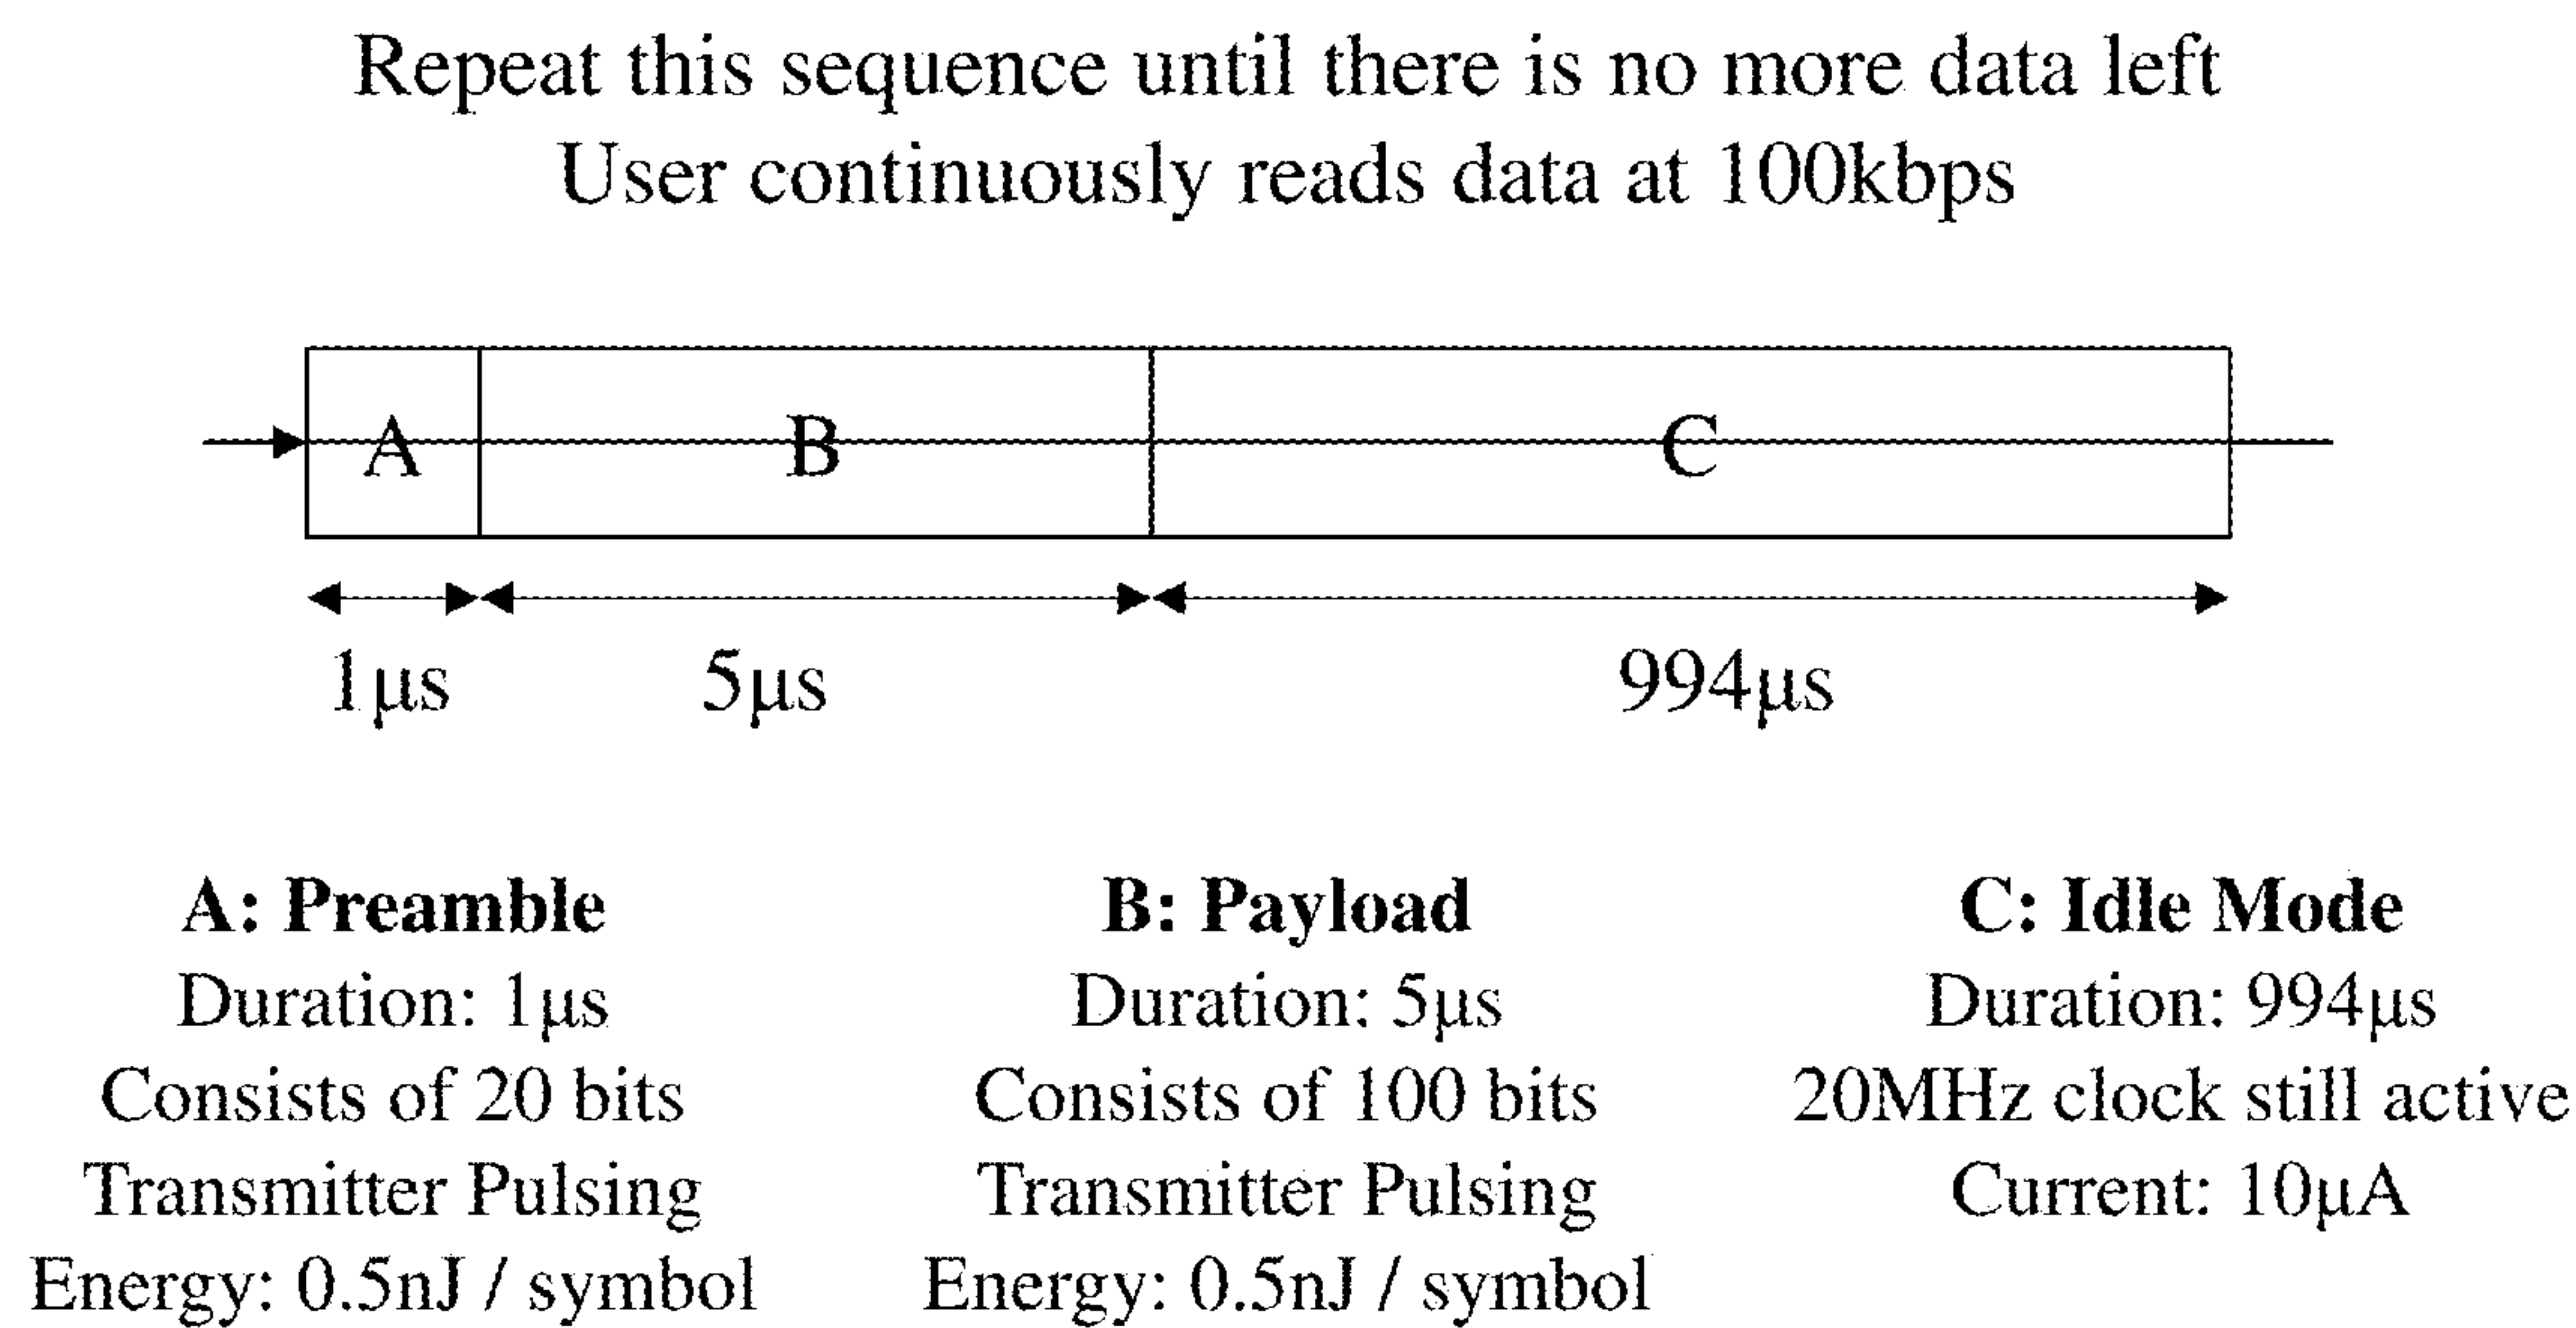 Repeat this sequence until there is no more data left
User continuously reads data at 100kbps
A
B
C
1μs
5μs
994μs
A: Preamble
Duration: 1μs
Consists of 20 bits
Transmitter Pulsing
Energy: 0.5nJ / symbol
B: Payload
Duration: 5μs
Consists of 100 bits
Transmitter Pulsing
Energy: 0.5nJ / symbol
C: Idle Mode
Duration: 994μs
20MHz clock still active
Current: 10μA